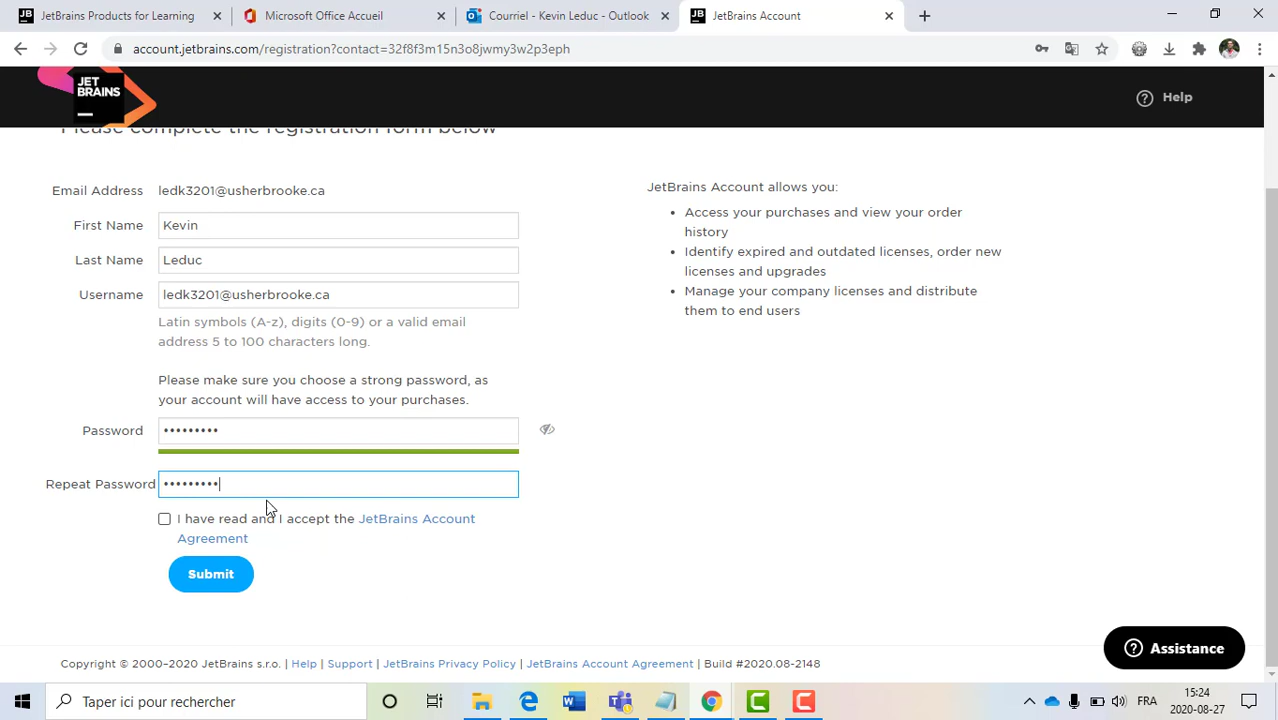 JetBrains Products for Learning
Microsoft Office Accueil
Courriel - Kevin Leduc - Outlook
JetBrains Account
account.jetbrains.com/registration?contact=32f8f3m15n3o8jwmy3w2p3eph
JET
BRAINS
Help
Please complete the registration form below
Email Address ledk3201@usherbrooke.ca
First Name Kevin
Last Name Leduc
Username ledk3201@usherbrooke.ca
Latin symbols (A-z), digits (0-9) or a valid email
address 5 to 100 characters long.
Please make sure you choose a strong password, as
your account will have access to your purchases.
Password •••••••••
Repeat Password •••••••••
I have read and I accept the JetBrains Account
Agreement
Submit
JetBrains Account allows you:
• Access your purchases and view your order
history
• Identify expired and outdated licenses, order new
licenses and upgrades
• Manage your company licenses and distribute
them to end users
Assistance
Copyright © 2000–2020 JetBrains s.r.o. | Help | Support | JetBrains Privacy Policy | JetBrains Account Agreement | Build #2020.08-2148
Taper ici pour rechercher
FRA
15:24
2020-08-27